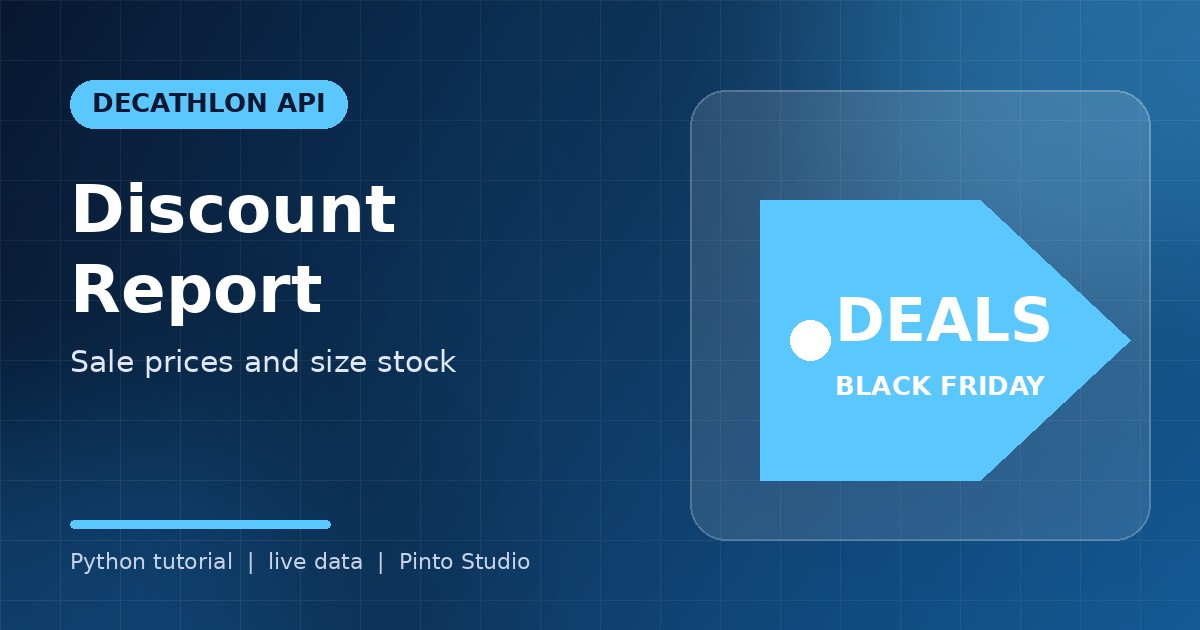 DECATHLON API
Discount
Report
Sale prices and size stock
DEALS
BLACK FRIDAY
Python tutorial | live data | Pinto Studio